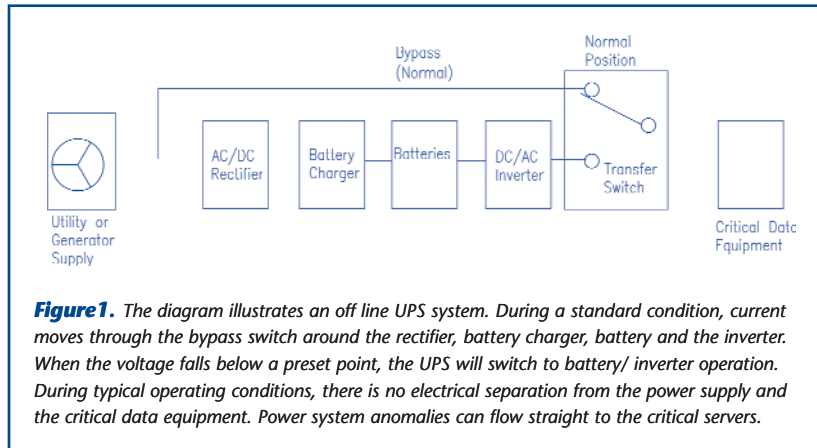 Bypass
(Normal)
Normal
Position
AC/DC
Rectifier
Battery
Charger
Batteries
DC/AC
Inverter
Transfer
Switch
Utility or
Generator
Supply
Critical Data
Equipment
Figure1. The diagram illustrates an off line UPS system. During a standard condition, current
moves through the bypass switch around the rectifier, battery charger, battery and the inverter.
When the voltage falls below a preset point, the UPS will switch to battery/ inverter operation.
During typical operating conditions, there is no electrical separation from the power supply and
the critical data equipment. Power system anomalies can flow straight to the critical servers.